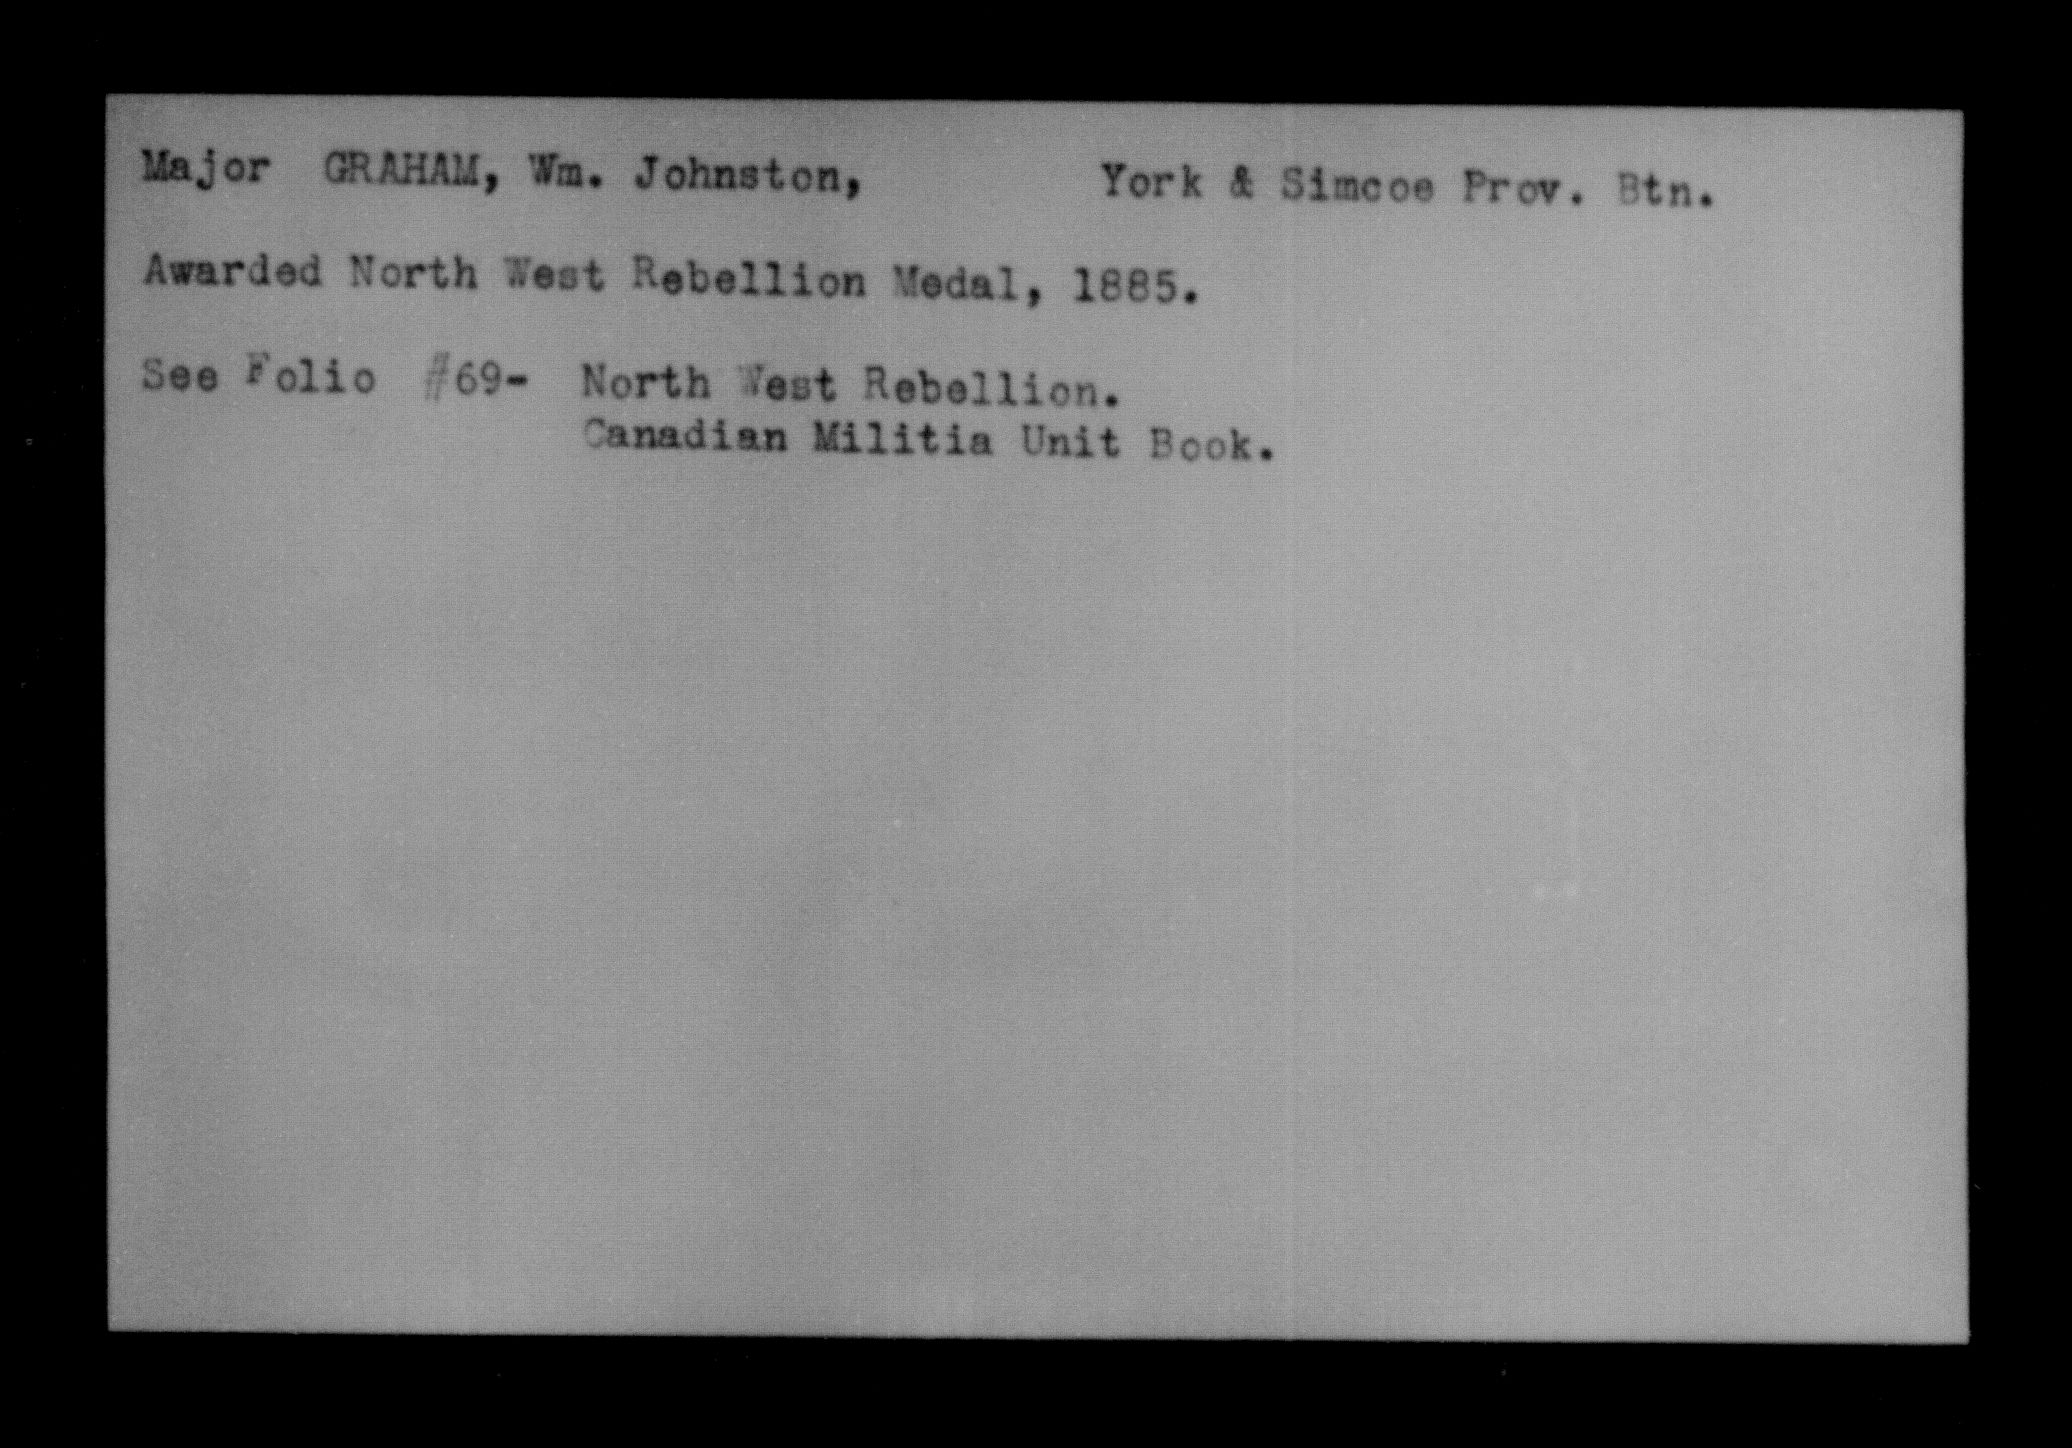 Major GRAHAM, Wm. Johnston, York & Simcoe Prov. Btn.
Awarded North West Rebellion Medal, 1885.
See Folio #69- North West Rebellion.
Canadian Militia Unit Book.